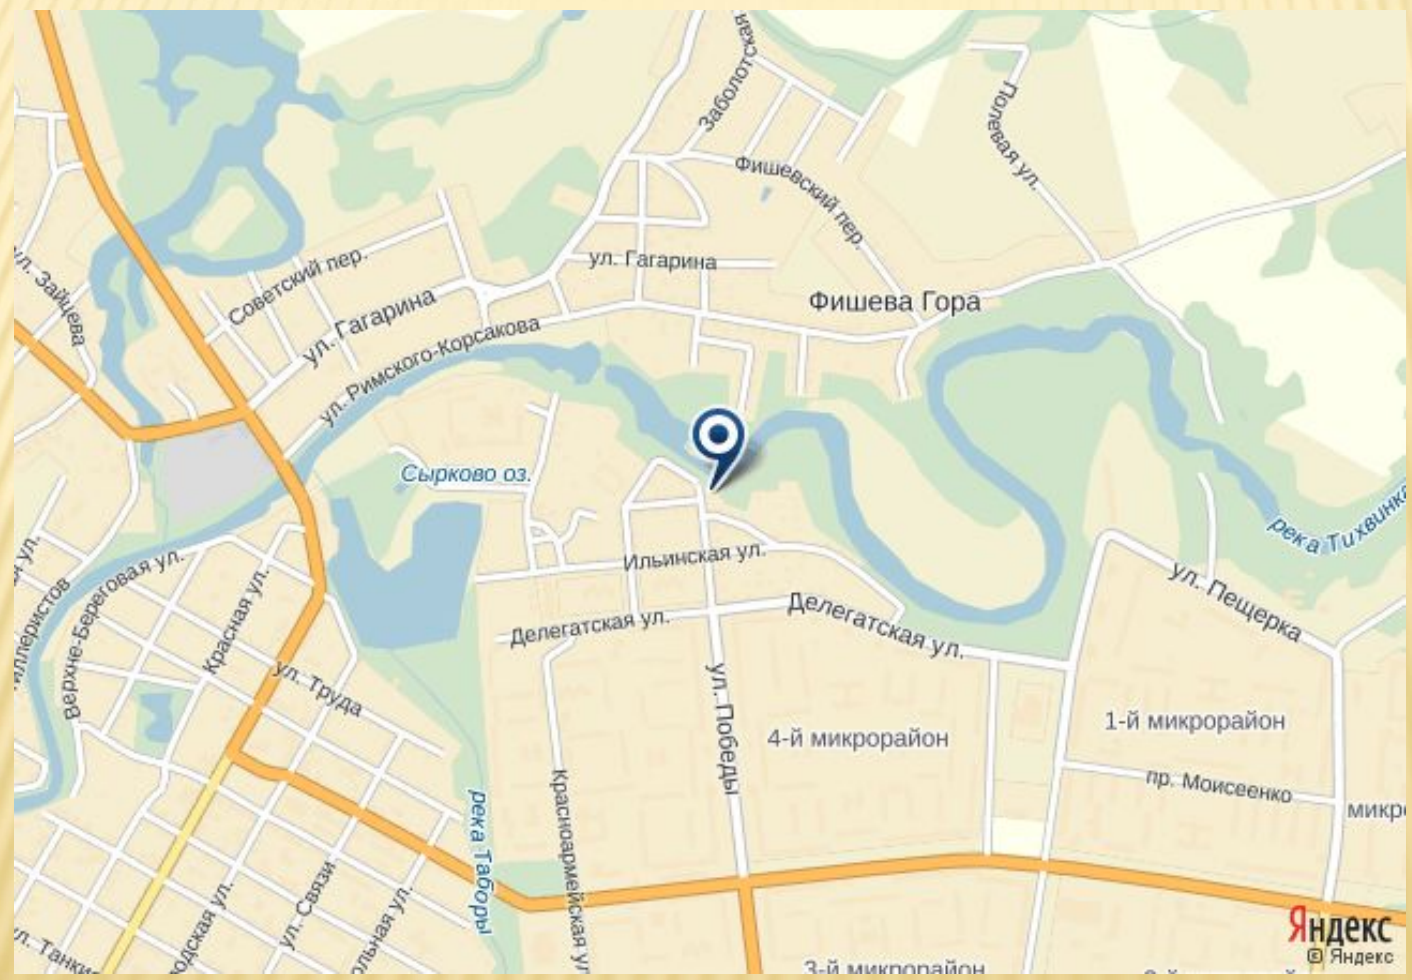 Заболотская
Полевая ул.
Фишевский пер.
ул. Зайцева
Советский пер.
ул. Гагарина
ул. Гагарина
Фишева Гора
ул. Римского-Корсакова
Сырково оз.
река Тихвинка
Ильинская ул.
ул. Пещерка
Верхне-Береговая ул.
Красная ул.
Делегатская ул.
Делегатская ул.
ул. Труда
ул. Победы
4-й микрорайон
1-й микрорайон
пр. Моисеенко
Красноармейская ул
река Таборы
ул. Связи
3-й микрорайон
Яндекс
© Яндекс